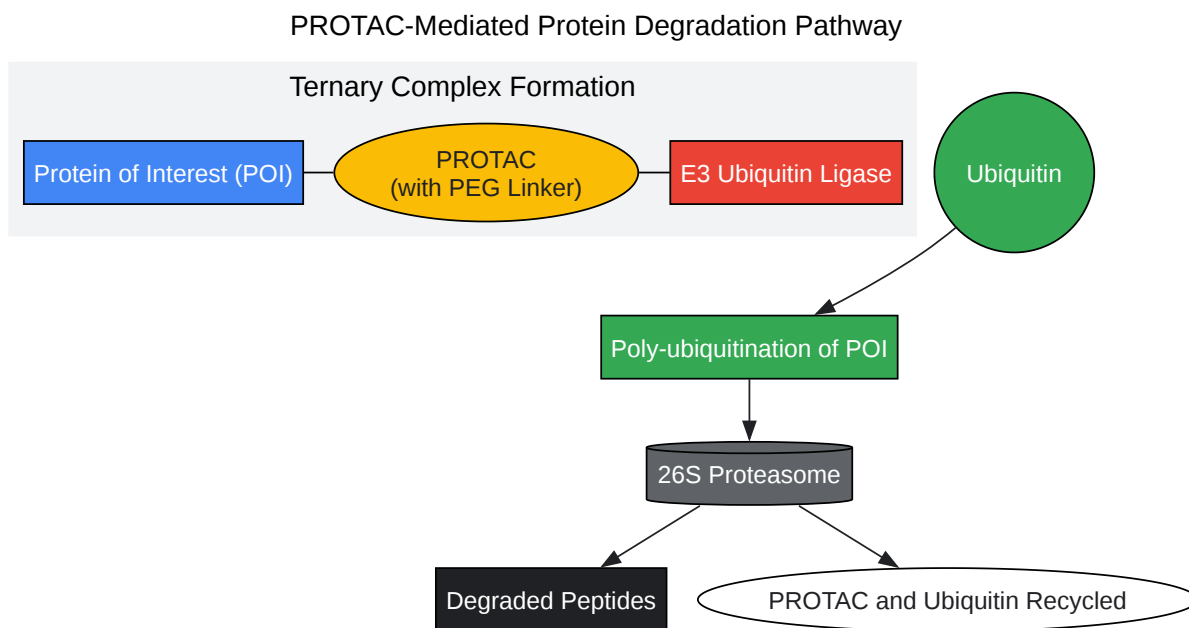 PROTAC-Mediated Protein Degradation Pathway
Ternary Complex Formation
Protein of Interest (POI)
PROTAC
(with PEG Linker)
E3 Ubiquitin Ligase
Ubiquitin
Poly-ubiquitination of POI
26S Proteasome
Degraded Peptides
PROTAC and Ubiquitin Recycled